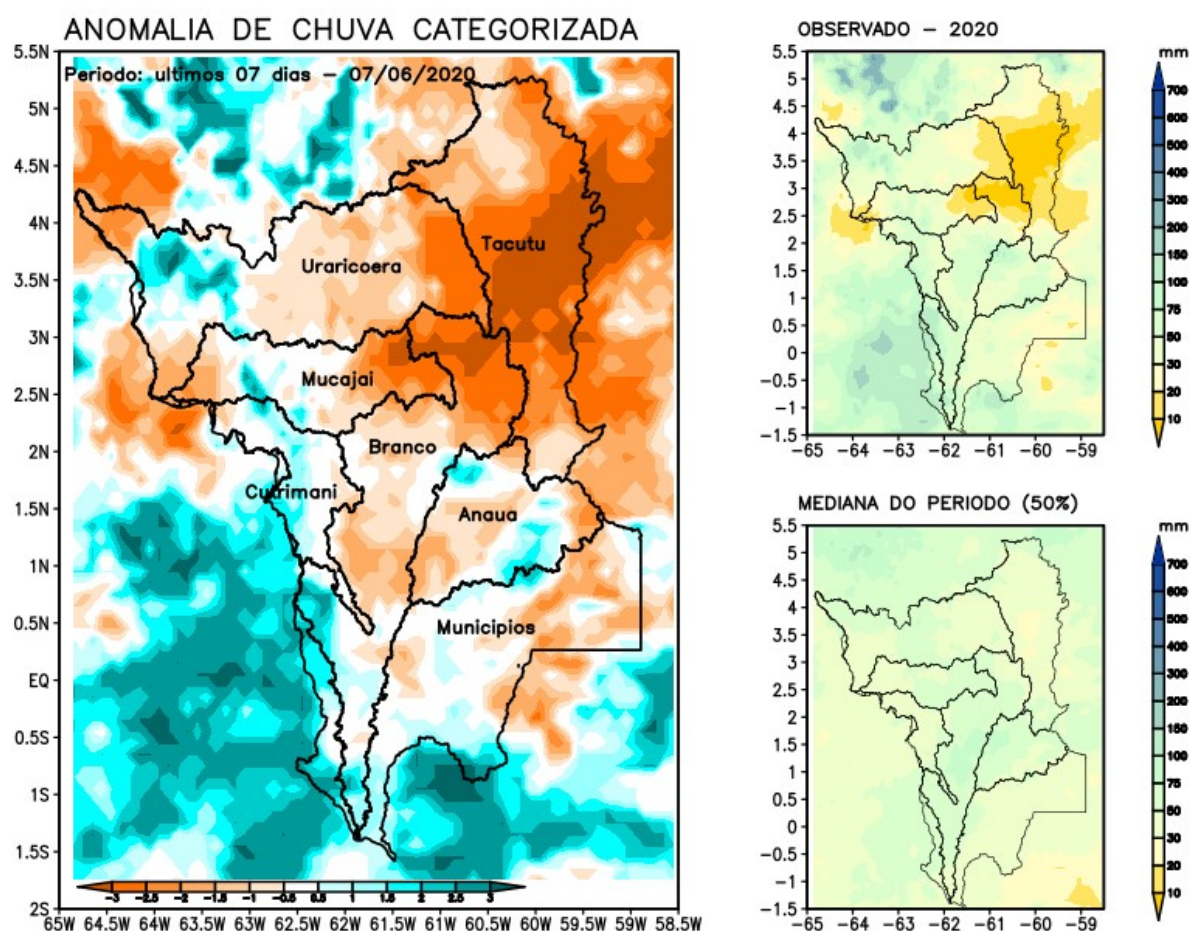 ANOMALIA DE CHUVA CATEGORIZADA
Periodo: ultimos 07 dias – 07/06/2020
5.5N
5N
4.5N
4N
3.5N
3N
2.5N
2N
1.5N
1N
0.5N
EQ
0.5S
1S
1.5S
2S
Tacutu
Uraricoera
Mucajai
Branco
Cutrimani
Anaua
Municipios
-3 -2.5 -2 -1.5 -1 -0.5 1 1.5 2 2.5 3
65W 64.5W 64W 63.5W 63W 62.5W 62W 61.5W 61W 60.5W 60W 59.5W 59W 58.5W
OBSERVADO – 2020
5.5
5
4.5
4
3.5
3
2.5
2
1.5
1
0.5
0
-0.5
-1
-1.5
-65 -64 -63 -62 -61 -60 -59
mm
700
600
500
400
300
200
150
100
50
30
20
10
MEDIANA DO PERIODO (50%)
5.5
5
4.5
4
3.5
3
2.5
2
1.5
1
0.5
0
-0.5
-1
-1.5
-65 -64 -63 -62 -61 -60 -59
mm
700
600
500
400
300
200
150
100
50
30
20
10